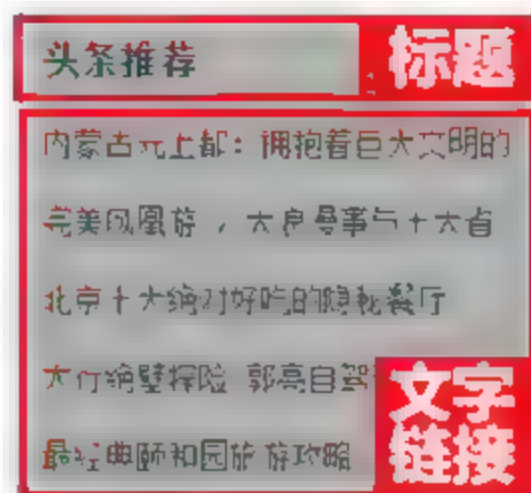 头条推荐
标题
内蒙古元上都：拥抱着巨大文明的
完美凤凰游，大
北京十大绝对好吃的隐秘餐厅
太行绝壁探险 郭亮自驾
最经典颐和园旅游攻略
文字
链接